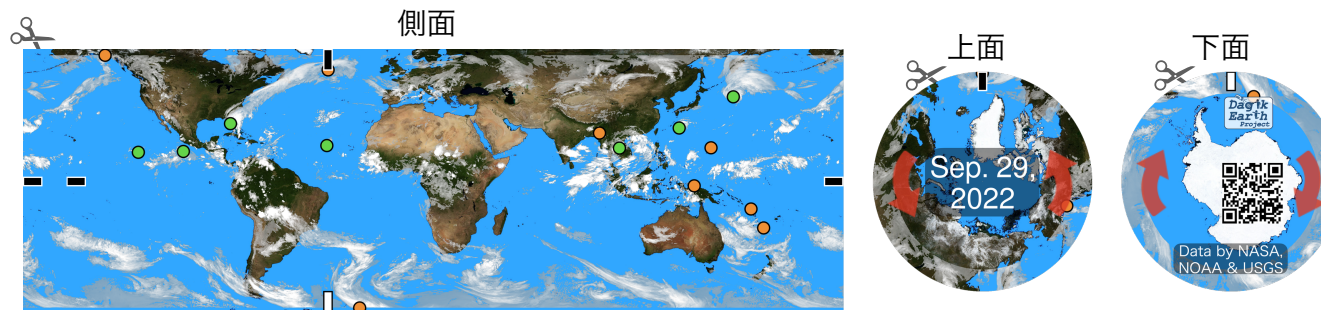 側面
上面
下面
Sep. 29,
2022
Dagik
Earth
Project
Data by NASA,
NOAA & USGS